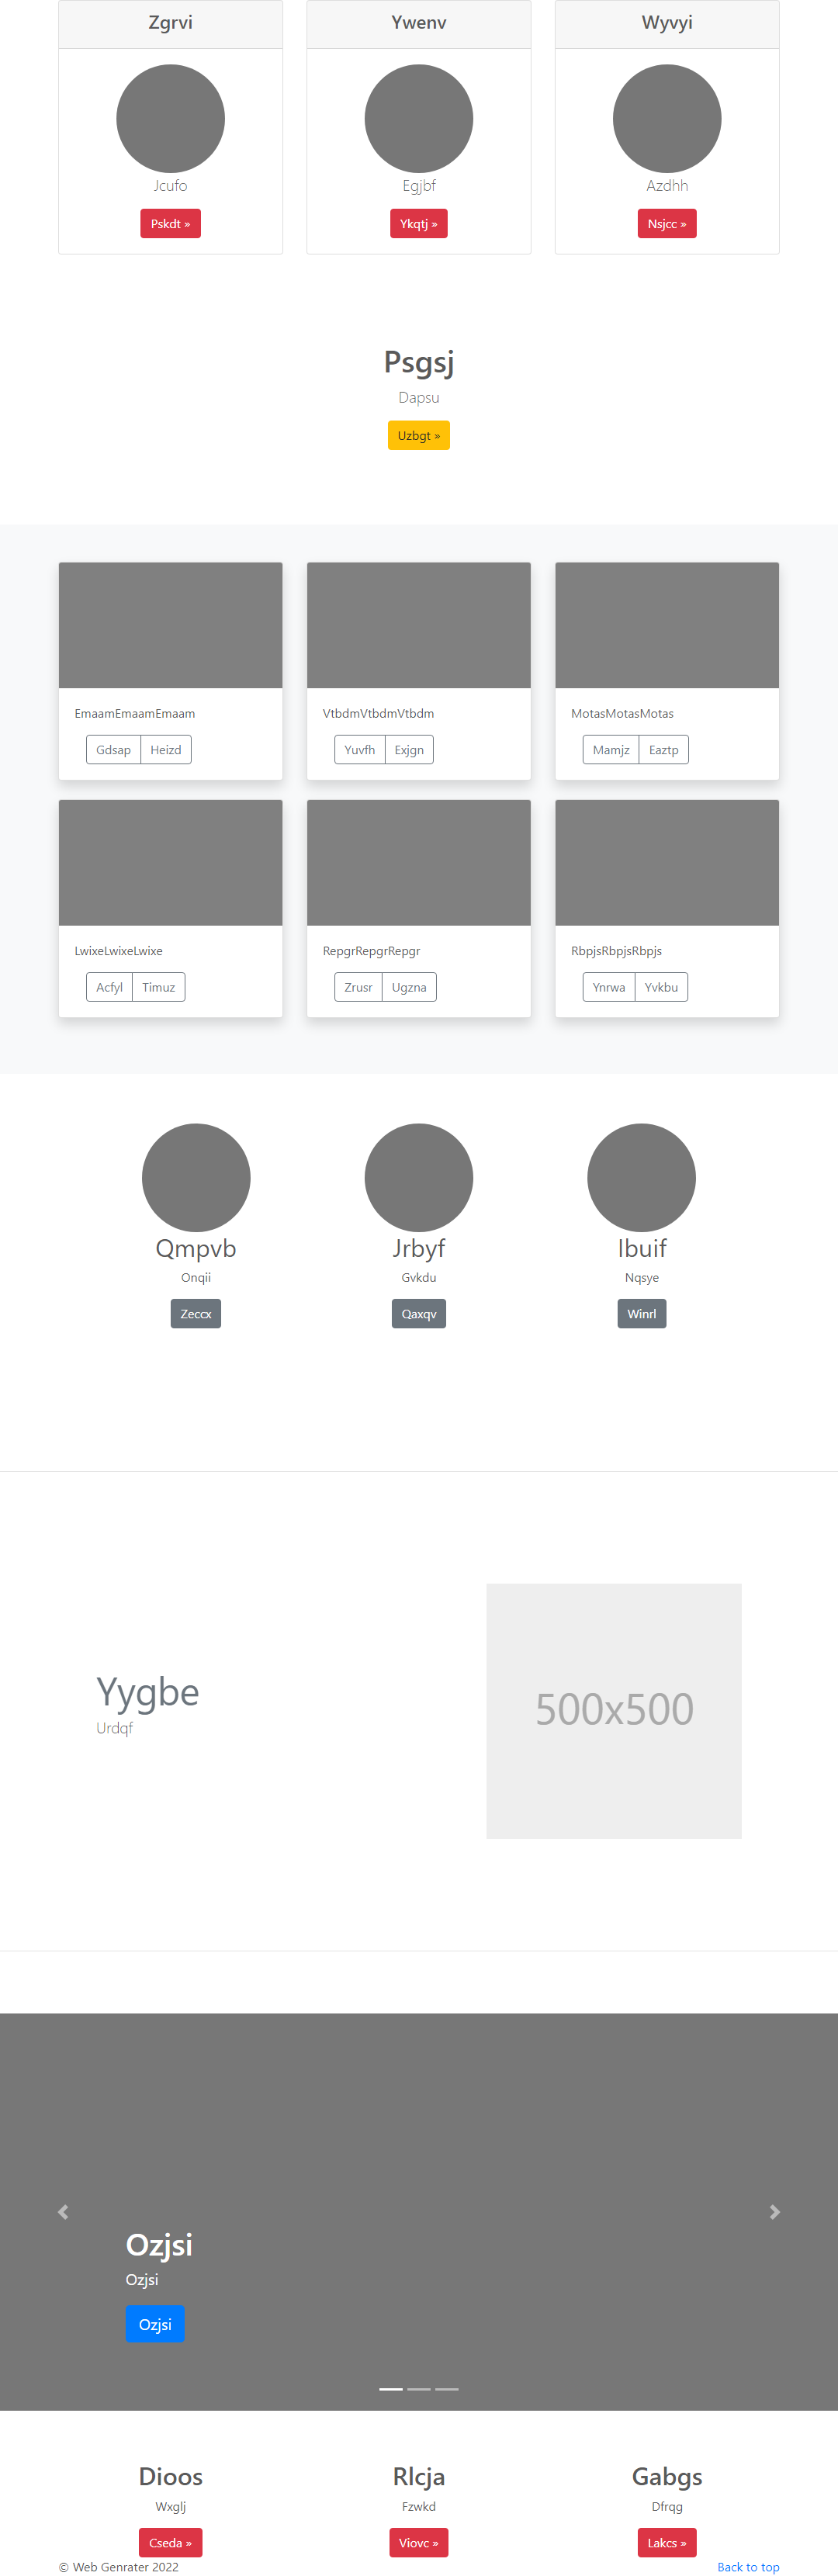 Zgrvi Ywenv Wyvyi
Jcufo Egjbf Azdhh
Pskdt » Ykqtj » Nsjcc »
Psgsj
Dapsu
Uzbgt »
EmaamEmaamEmaam VtbdmVtbdmVtbdm MotasMotasMotas
Gdsap Heizd Yuvfh Exjgn Mamjz Eaztp
LwixeLwixeLwixe RepgrRepgrRepgr RbpjsRbpjsRbpjs
Acfyl Timuz Zrusr Ugzna Ynrwa Yvkbu
Qmpvb Jrbyf Ibuif
Onqii Gvkdu Nqsye
Zeccx Qaxqv Winrl
Yygbe
Urdqf
500x500
Ozjsi
Ozjsi
Ozjsi
Dioos Rlcja Gabgs
Wxglj Fzwkd Dfrqg
Cseda » Viovc » Lakcs »
© Web Genrater 2022 Back to top